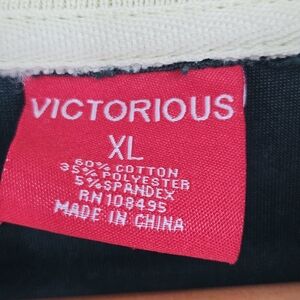 VICTORIOUS
XL
60% COTTON
35% POLYESTER
5% SPANDEX
RN 108495
MADE IN CHINA